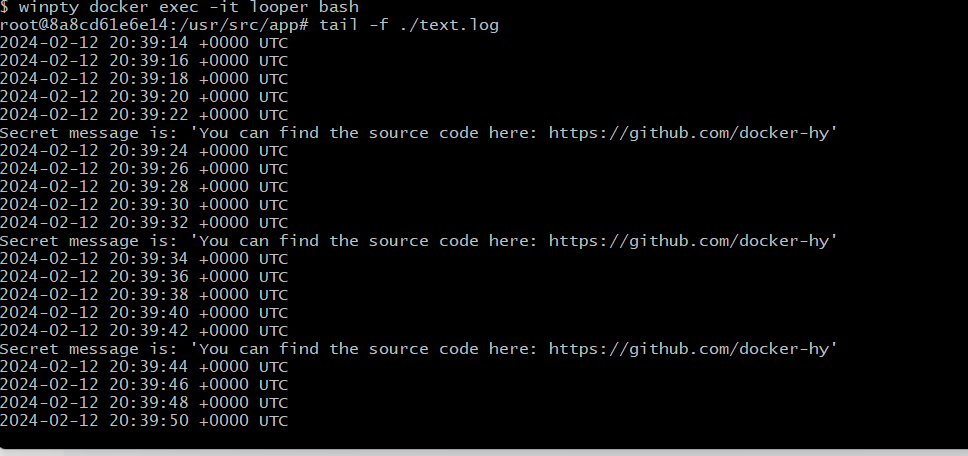 $ winpty docker exec -it looper bash
root@8a8cd61e6e14:/usr/src/app# tail -f ./text.log
2024-02-12 20:39:14 +0000 UTC
2024-02-12 20:39:16 +0000 UTC
2024-02-12 20:39:18 +0000 UTC
2024-02-12 20:39:20 +0000 UTC
2024-02-12 20:39:22 +0000 UTC
Secret message is: 'You can find the source code here: https://github.com/docker-hy'
2024-02-12 20:39:24 +0000 UTC
2024-02-12 20:39:26 +0000 UTC
2024-02-12 20:39:28 +0000 UTC
2024-02-12 20:39:30 +0000 UTC
2024-02-12 20:39:32 +0000 UTC
Secret message is: 'You can find the source code here: https://github.com/docker-hy'
2024-02-12 20:39:34 +0000 UTC
2024-02-12 20:39:36 +0000 UTC
2024-02-12 20:39:38 +0000 UTC
2024-02-12 20:39:40 +0000 UTC
2024-02-12 20:39:42 +0000 UTC
Secret message is: 'You can find the source code here: https://github.com/docker-hy'
2024-02-12 20:39:44 +0000 UTC
2024-02-12 20:39:46 +0000 UTC
2024-02-12 20:39:48 +0000 UTC
2024-02-12 20:39:50 +0000 UTC